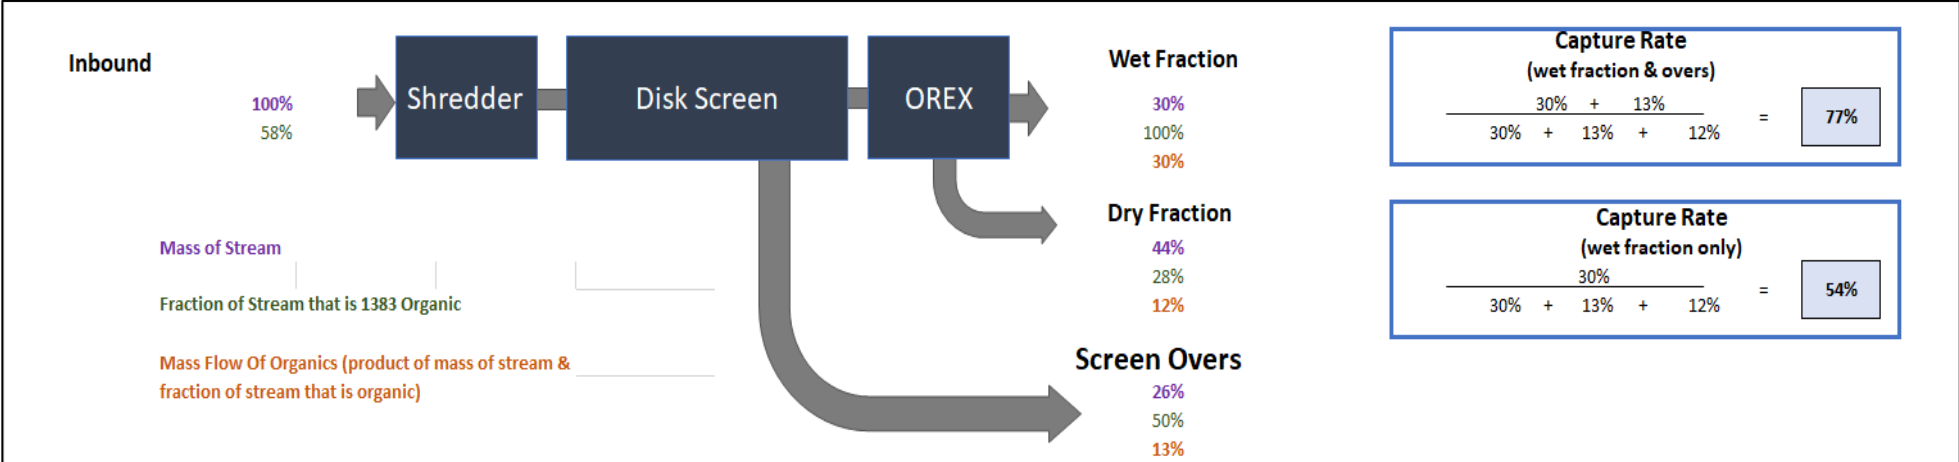 Inbound
100%
58%
Shredder
Disk Screen
OREX
Wet Fraction
30%
100%
30%
Dry Fraction
44%
28%
12%
Screen Overs
26%
50%
13%
Mass of Stream
Fraction of Stream that is 1383 Organic
Mass Flow Of Organics (product of mass of stream &
fraction of stream that is organic)
Capture Rate
(wet fraction & overs)
30% + 13%
30% + 13% + 12%
= 77%
Capture Rate
(wet fraction only)
30%
30% + 13% + 12%
= 54%